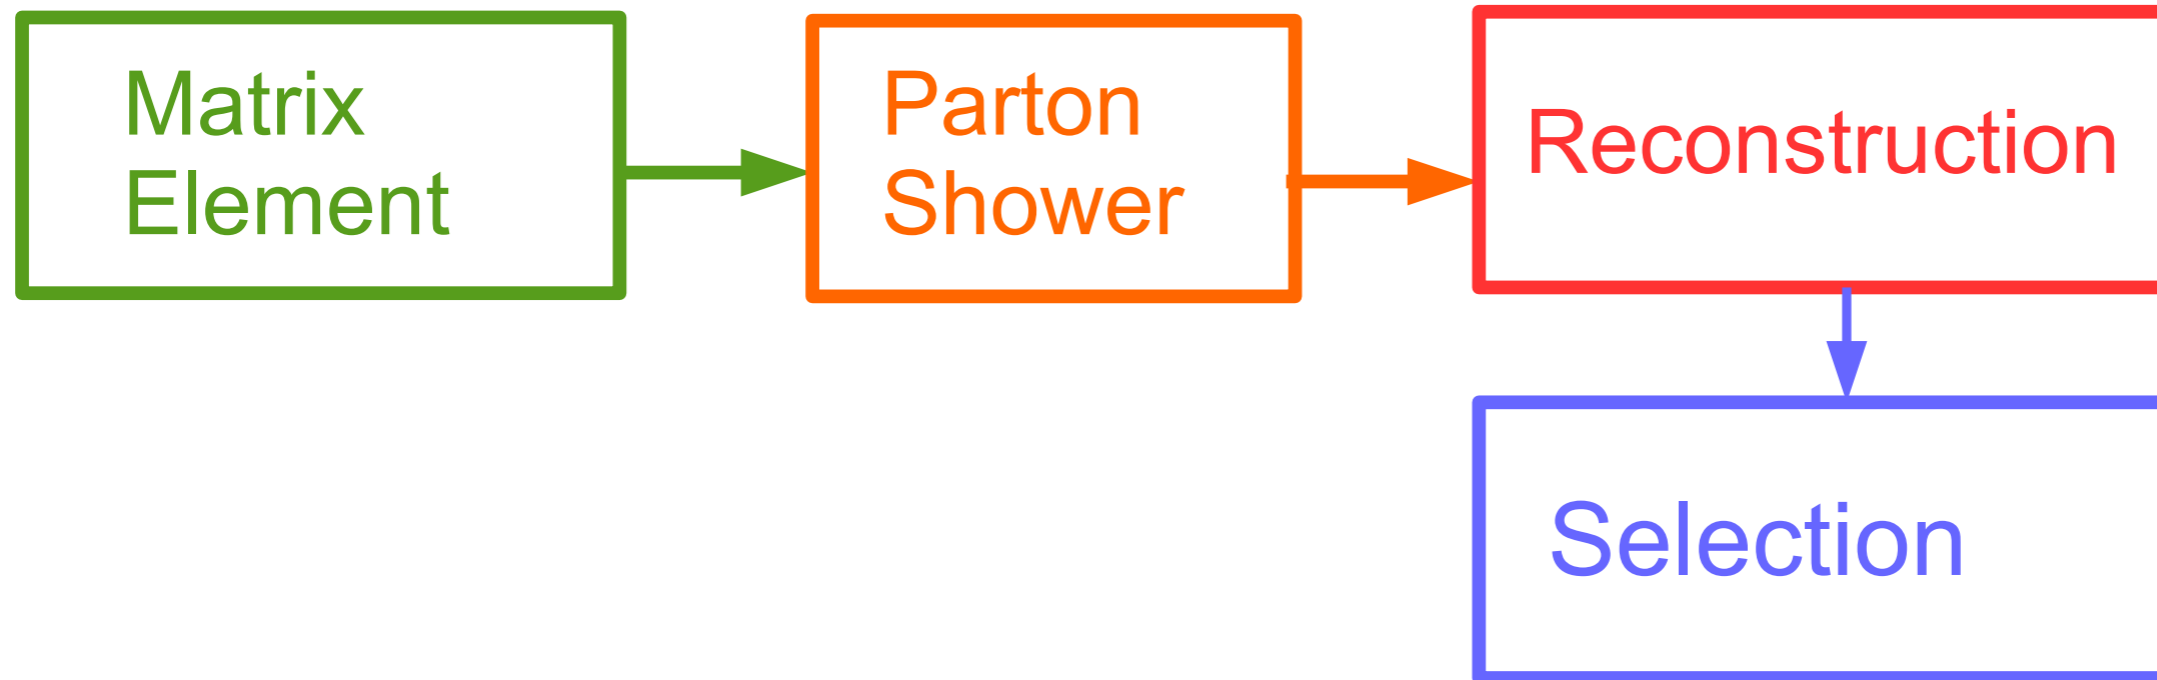 Matrix
Element
Parton
Shower
Reconstruction
Selection